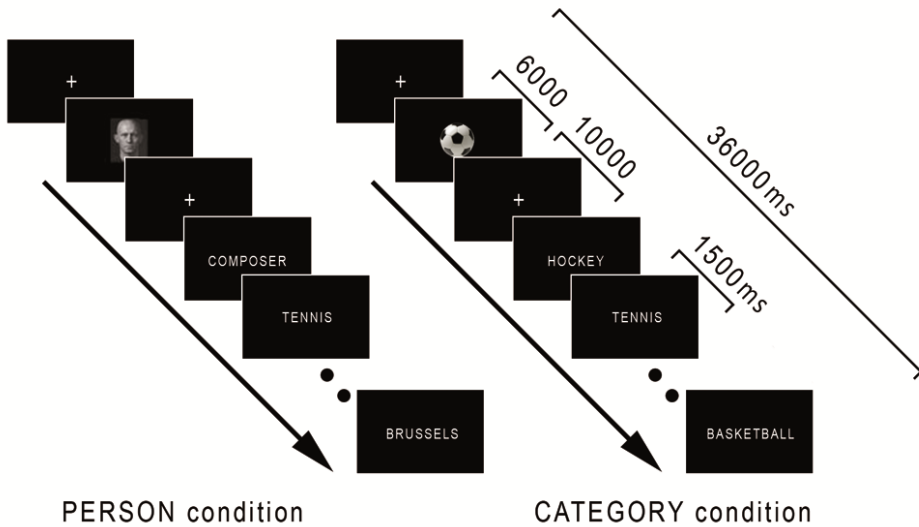 +
+
COMPOSER
TENNIS
BRUSSELS
PERSON condition
+
+
HOCKEY
TENNIS
BASKETBALL
6000
10000
36000ms
1500ms
CATEGORY condition